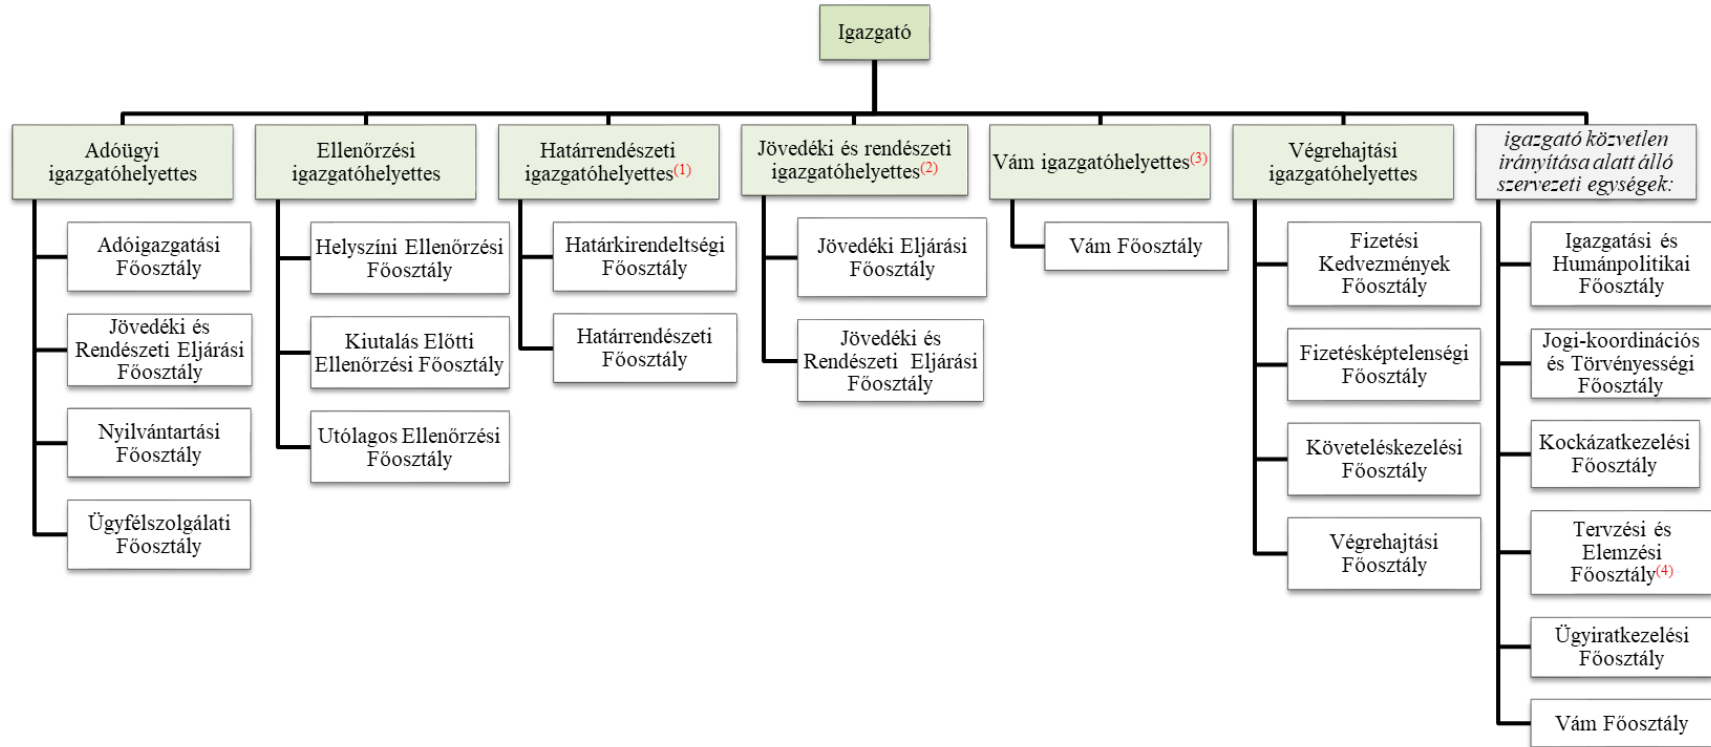 Igazgató
Adóügyi
igazgatóhelyettes
Adóigazgatási
Főosztály
Jövedéki és
Rendészeti Eljárási
Főosztály
Nyilvántartási
Főosztály
Ügyfélszolgálati
Főosztály
Ellenőrzési
igazgatóhelyettes
Helyszíni Ellenőrzési
Főosztály
Kiutalás Előtti
Ellenőrzési Főosztály
Utólagos Ellenőrzési
Főosztály
Határrendészeti
igazgatóhelyettes(1)
Határkirendeltségi
Főosztály
Határrendészeti
Főosztály
Jövedéki és rendészeti
igazgatóhelyettes(2)
Jövedéki Eljárási
Főosztály
Jövedéki és
Rendészeti Eljárási
Főosztály
Vám igazgatóhelyettes(3)
Vám Főosztály
Végrehajtási
igazgatóhelyettes
Fizetési
Kedvezmények
Főosztály
Fizetésképtelenségi
Főosztály
Követeléskezelési
Főosztály
Végrehajtási
Főosztály
igazgató közvetlen
irányítása alatt álló
szervezeti egységek:
Igazgatási és
Humánpolitikai
Főosztály
Jogi-koordinációs
és Törvényességi
Főosztály
Kockázatkezelési
Főosztály
Tervzési és
Elemzési
Főosztály(4)
Ügyiratkezelési
Főosztály
Vám Főosztály